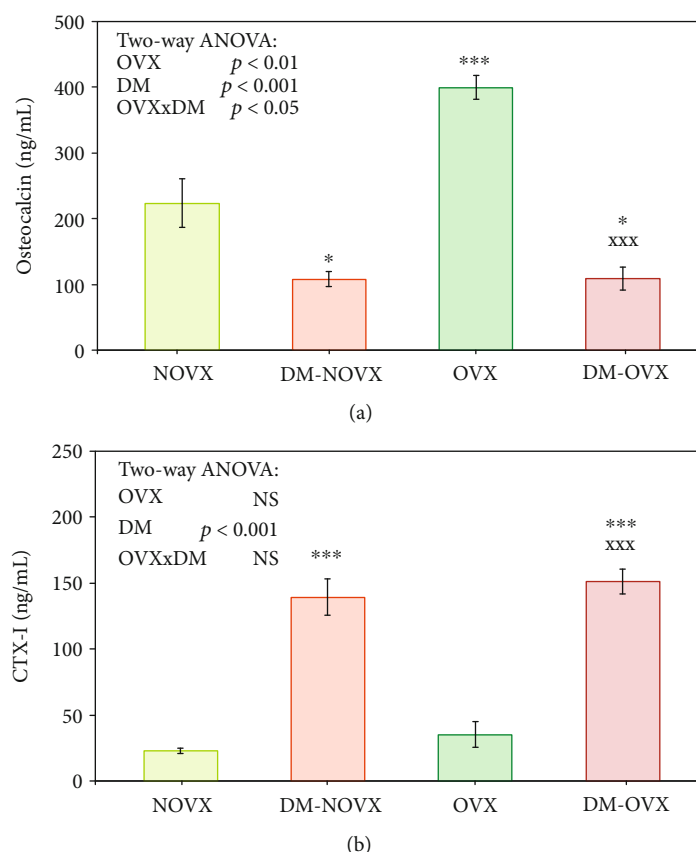 500
400
300
200
100
0
Osteocalcin (ng/mL)
Two-way ANOVA:
OVX p < 0.01
DM p < 0.001
OVXxDM p < 0.05
***
*
*
xxx
NOVX DM-NOVX OVX DM-OVX
(a)
250
200
150
100
50
0
CTX-I (ng/mL)
Two-way ANOVA:
OVX NS
DM p < 0.001
OVXxDM NS
***
***
xxx
NOVX DM-NOVX OVX DM-OVX
(b)